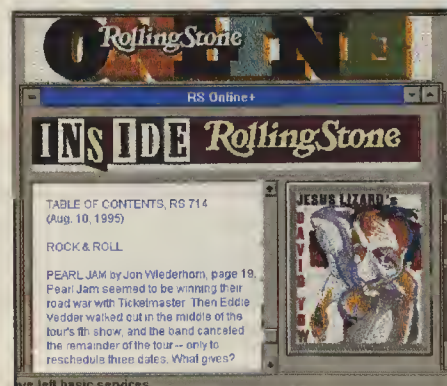 ONLINE
RollingStone
RS Online+
INSIDE RollingStone
TABLE OF CONTENTS, RS 714
(Aug. 10, 1995)
ROCK & ROLL
PEARL JAM by Jon Wiederhorn, page 19.
Pearl Jam seemed to be winning their
road war with Ticketmaster. Then Eddie
Vedder walked out in the middle of the
tour's fth show, and the band canceled
the remainder of the tour -- only to
reschedule three dates. What gives?
JESUS LIZARD's
DAVID YOW
left basic services